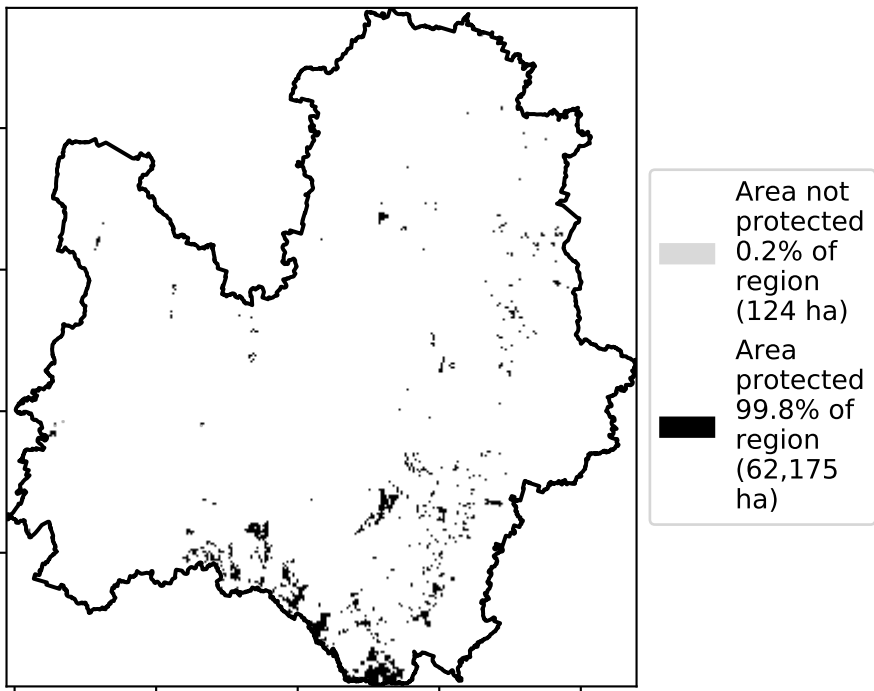 Area not
protected
0.2% of
region
(124 ha)
Area
protected
99.8% of
region
(62,175
ha)